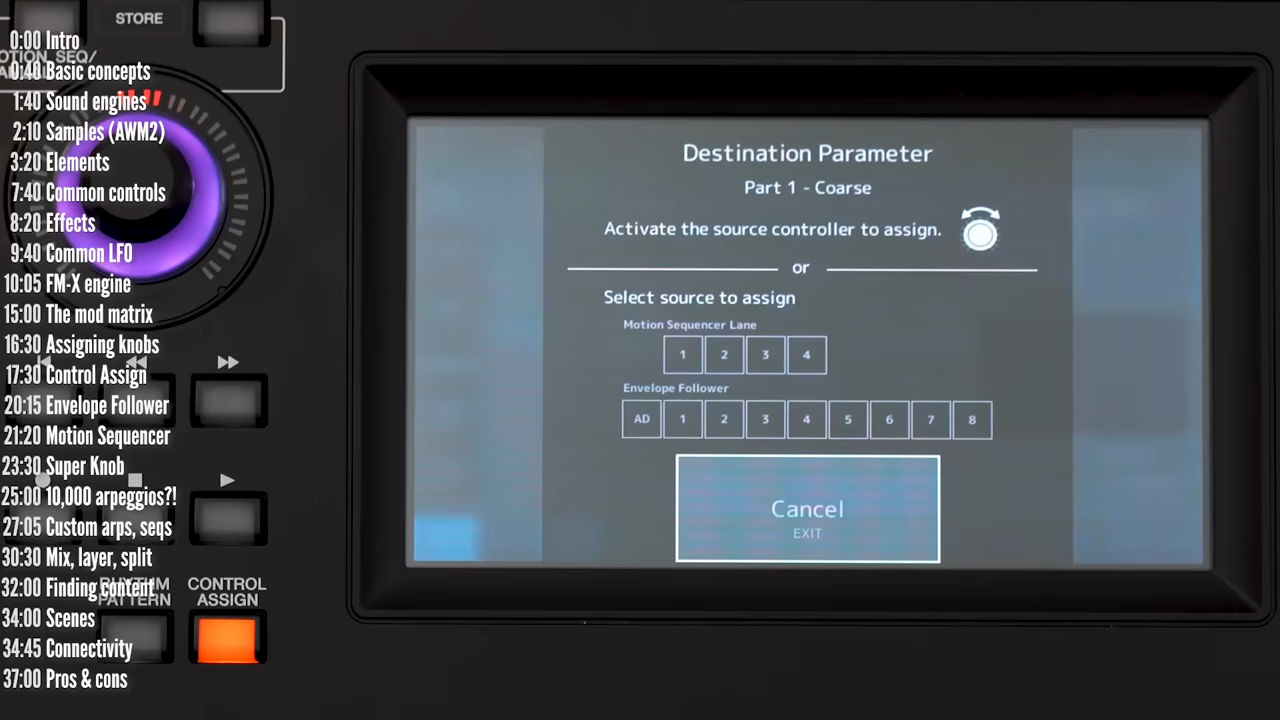 STORE
0:00 Intro
0:40 Basic concepts
1:40 Sound engines
2:10 Samples (AWM2)
3:20 Elements
7:40 Common controls
8:20 Effects
9:40 Common LFO
10:05 FM-X engine
15:00 The mod matrix
16:30 Assigning knobs
17:30 Control Assign
20:15 Envelope Follower
21:20 Motion Sequencer
23:30 Super Knob
25:00 10,000 arpeggios?!
27:05 Custom arps, seqs
30:30 Mix, layer, split
32:00 Finding content
34:00 Scenes
34:45 Connectivity
37:00 Pros & cons
SEQ/
RHYTHM
PATTERN
CONTROL
ASSIGN
Destination Parameter
Part 1 - Coarse
Activate the source controller to assign.
or
Select source to assign
Motion Sequencer Lane
1 2 3 4
Envelope Follower
AD 1 2 3 4 5 6 7 8
Cancel
EXIT